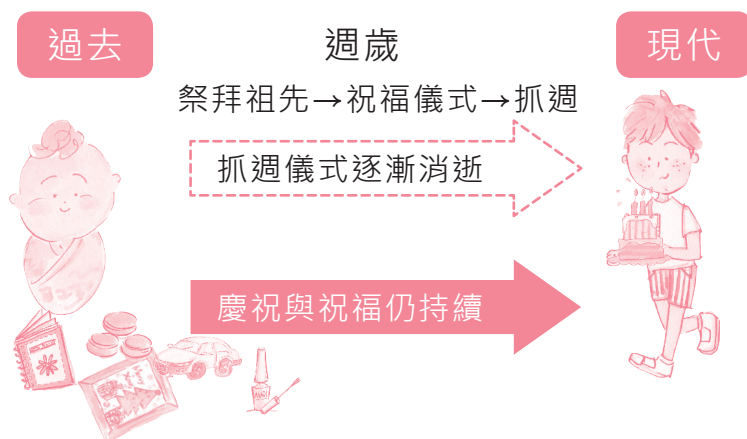 過去
週歲
現代
祭拜祖先→祝福儀式→抓週
抓週儀式逐漸消逝
慶祝與祝福仍持續